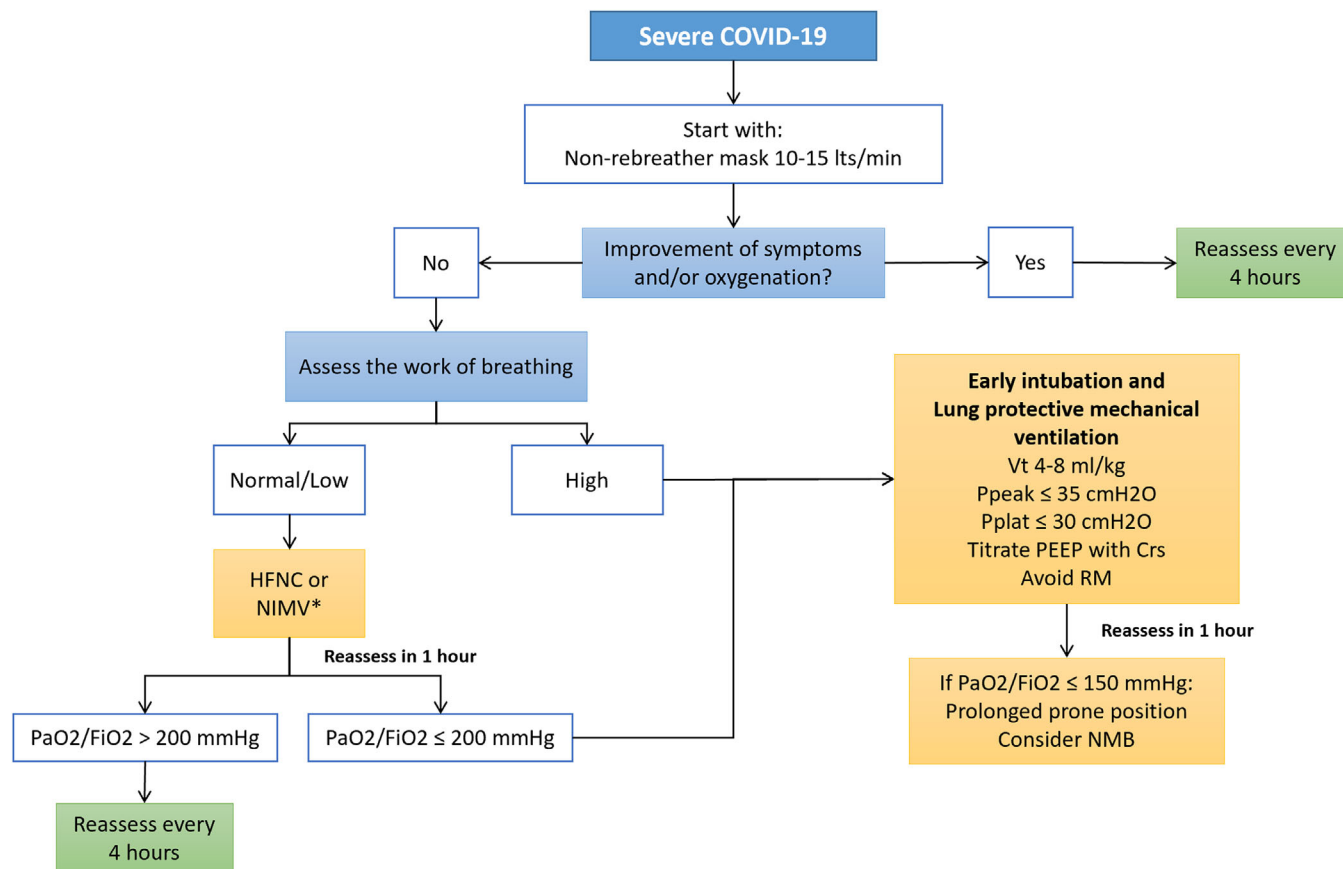 Severe COVID-19
Start with:
Non-rebreather mask 10-15 lts/min
No
Improvement of symptoms
and/or oxygenation?
Yes
Reassess every
4 hours
Assess the work of breathing
Normal/Low
High
Early intubation and
Lung protective mechanical
ventilation
Vt 4-8 ml/kg
Ppeak ≤ 35 cmH2O
Pplat ≤ 30 cmH2O
Titrate PEEP with Crs
Avoid RM
HFNC or
NIMV*
Reassess in 1 hour
Reassess in 1 hour
PaO2/FiO2 > 200 mmHg
PaO2/FiO2 ≤ 200 mmHg
If PaO2/FiO2 ≤ 150 mmHg:
Prolonged prone position
Consider NMB
Reassess every
4 hours